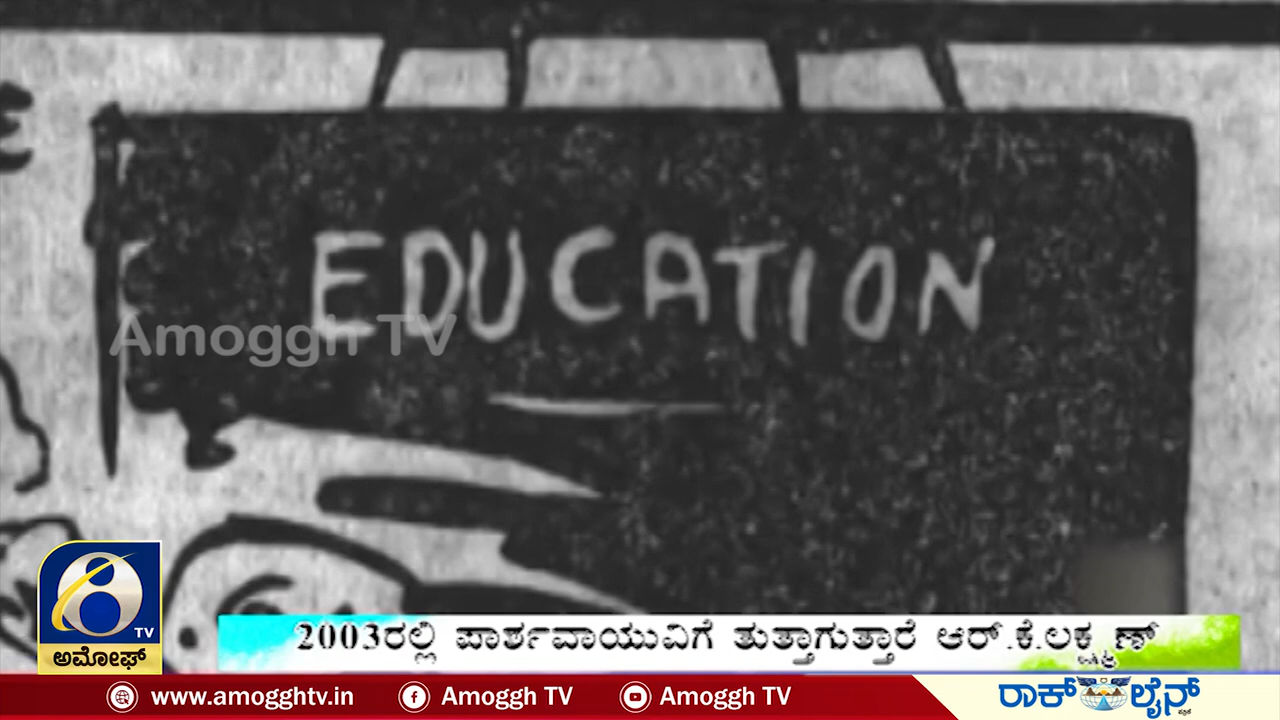 EDUCATION
Amoggh TV
TV
ಅಮೋಘ್
2003ರಲ್ಲಿ ಪಾರ್ಶವಾಯುವಿಗೆ ತುತ್ತಾಗುತ್ತಾರೆ ಆರ್.ಕೆ.ಲಕ್ಷ್ಮಣ್
www.amogghtv.in Amoggh TV Amoggh TV ರಾಕ್ ಲೈನ್